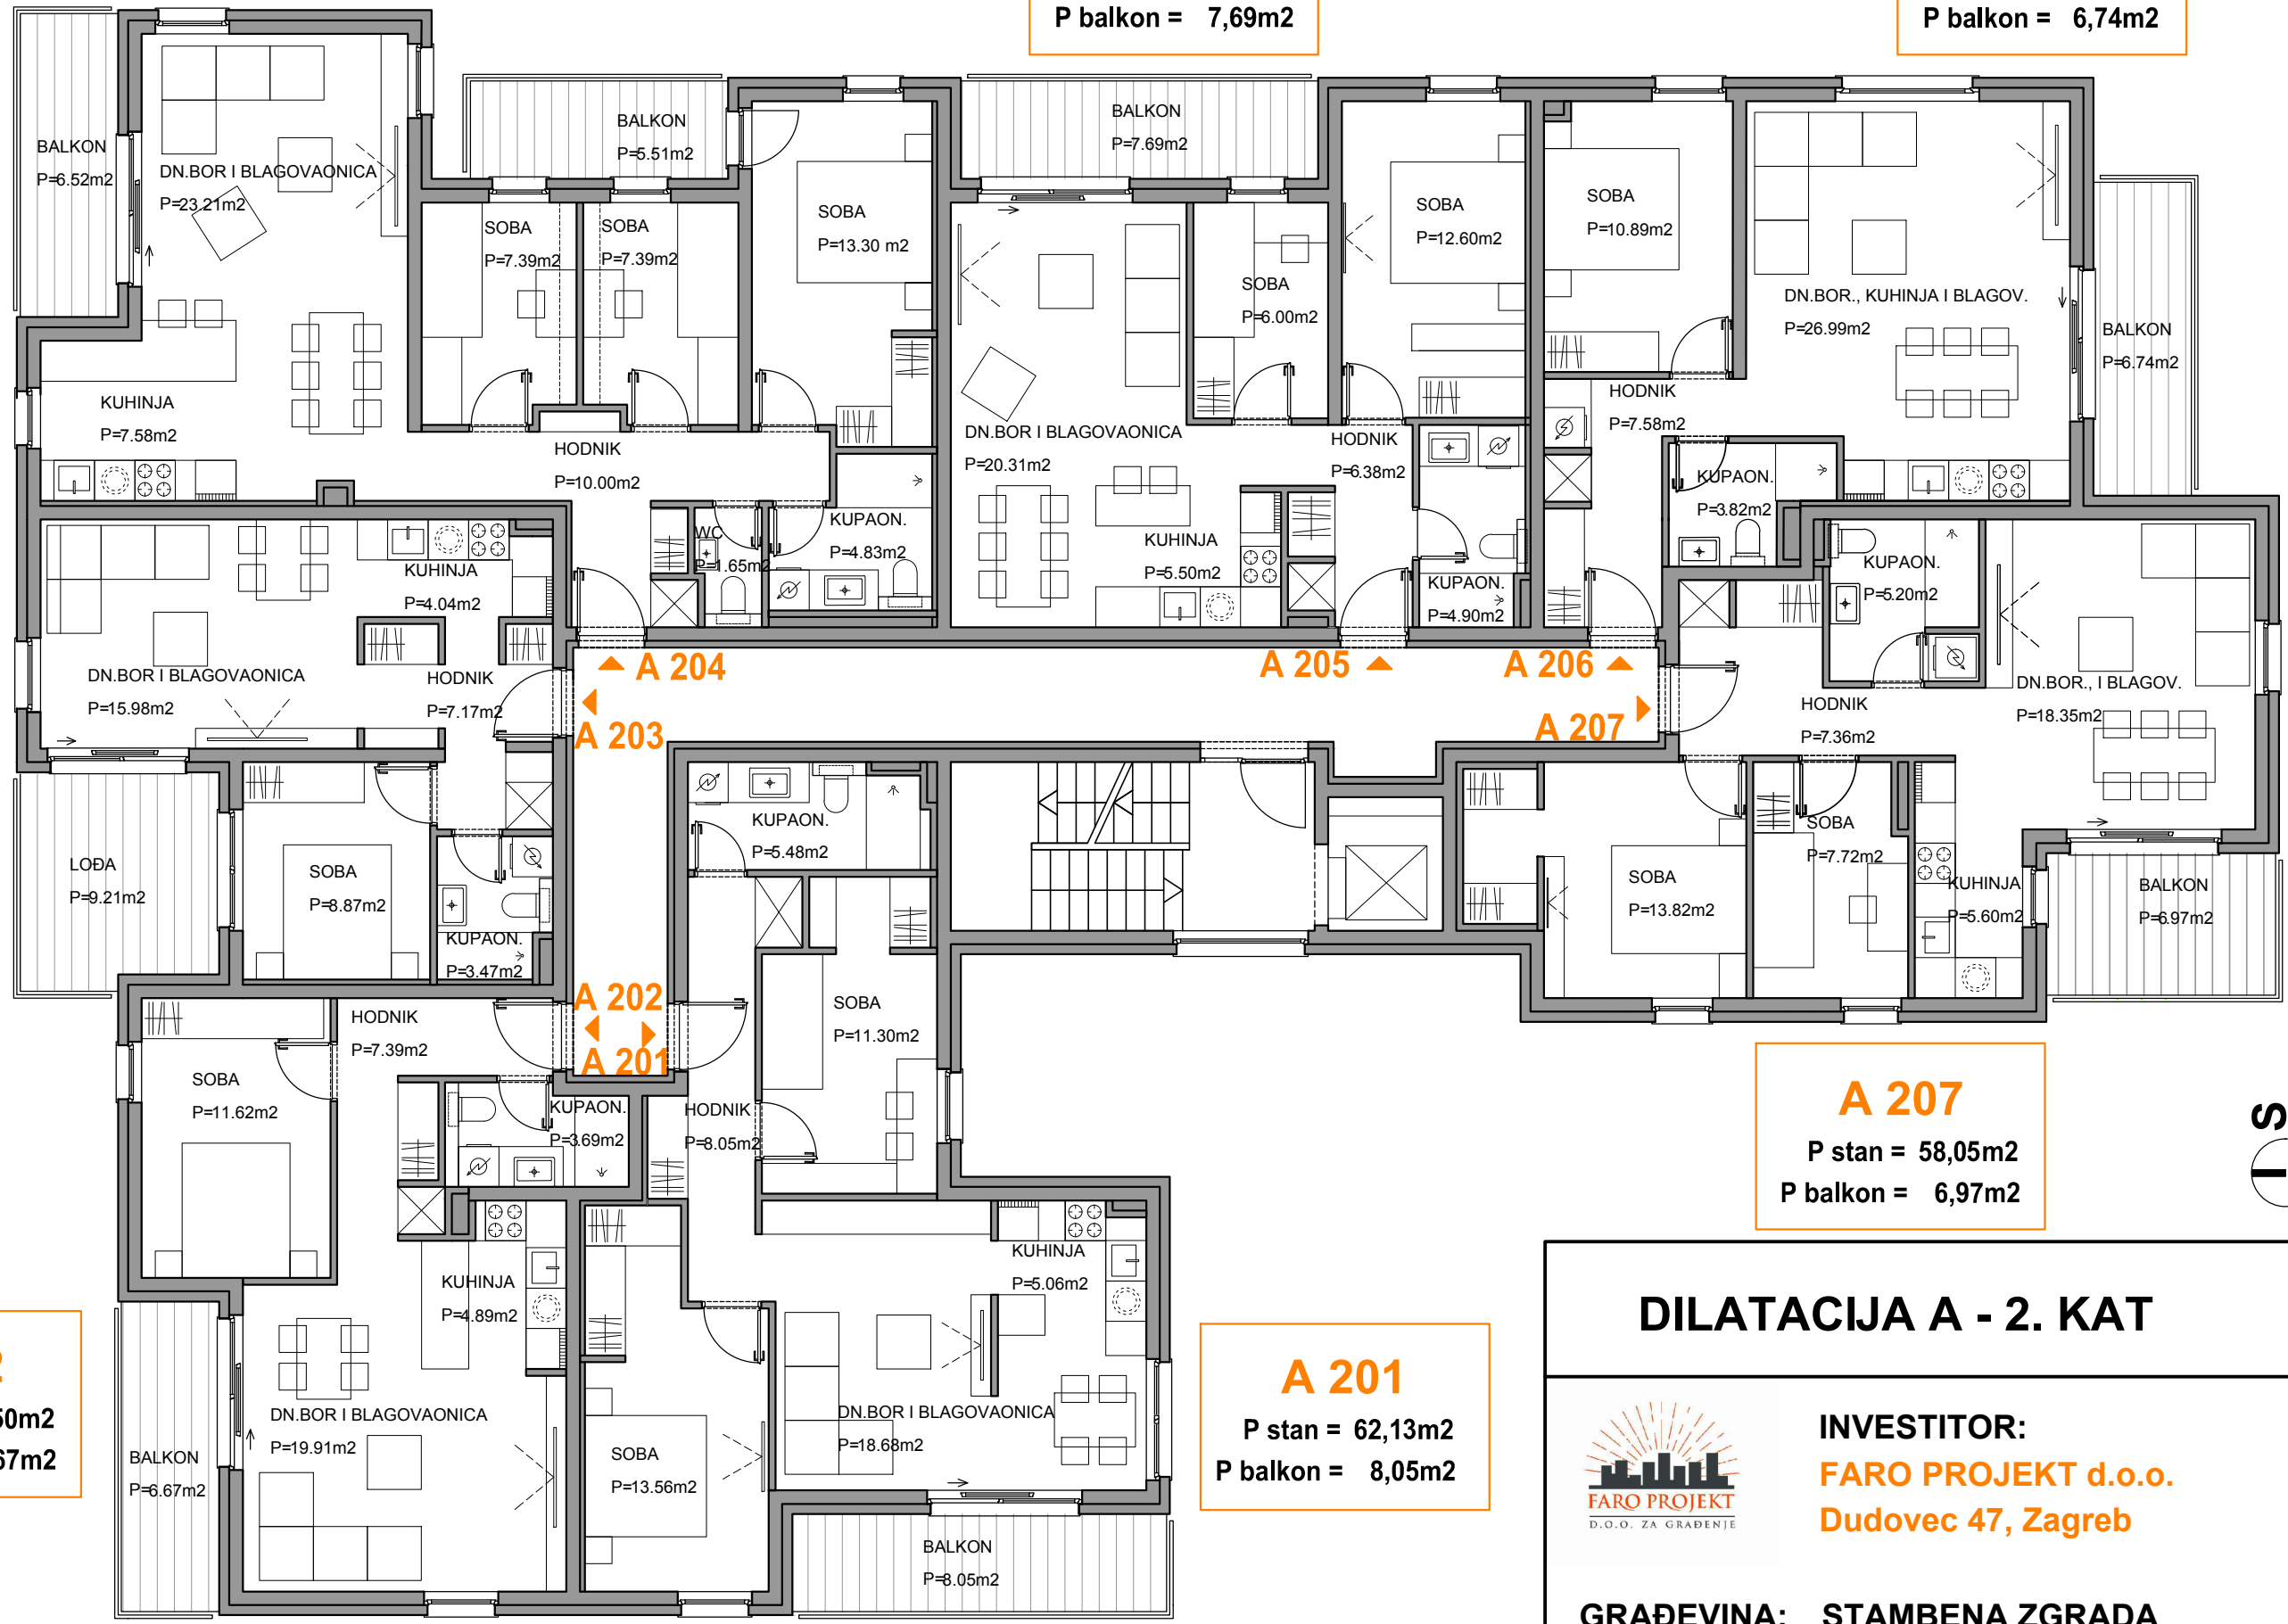 P balkon = 7,69m2
P balkon = 6,74m2
BALKON
P=6.52m2
DN.BOR I BLAGOVAONICA
P=23.21m2
KUHINJA
P=7.58m2
BALKON
P=5.51m2
SOBA
P=7.39m2
SOBA
P=7.39m2
SOBA
P=13.30 m2
HODNIK
P=10.00m2
WC
P=1.65m2
KUPAON.
P=4.83m2
BALKON
P=7.69m2
DN.BOR I BLAGOVAONICA
P=20.31m2
SOBA
P=6.00m2
SOBA
P=12.60m2
HODNIK
P=6.38m2
KUHINJA
P=5.50m2
KUPAON.
P=4.90m2
SOBA
P=10.89m2
DN.BOR., KUHINJA I BLAGOV.
P=26.99m2
BALKON
P=6.74m2
HODNIK
P=7.58m2
KUPAON.
P=3.82m2
KUPAON.
P=5.20m2
DN.BOR., I BLAGOV.
P=18.35m2
HODNIK
P=7.36m2
SOBA
P=13.82m2
SOBA
P=7.72m2
KUHINJA
P=5.60m2
BALKON
P=6.97m2
KUHINJA
P=4.04m2
DN.BOR I BLAGOVAONICA
P=15.98m2
HODNIK
P=7.17m2
LOĐA
P=9.21m2
SOBA
P=8.87m2
KUPAON.
P=3.47m2
A 204
A 203
A 205
A 206
A 207
A 202
A 201
KUPAON.
P=5.48m2
SOBA
P=11.30m2
HODNIK
P=8.05m2
HODNIK
P=7.39m2
SOBA
P=11.62m2
KUPAON.
P=3.69m2
KUHINJA
P=4.89m2
DN.BOR I BLAGOVAONICA
P=19.91m2
BALKON
P=6.67m2
SOBA
P=13.56m2
KUHINJA
P=5.06m2
DN.BOR I BLAGOVAONICA
P=18.68m2
BALKON
P=8.05m2
A 201
P stan = 62,13m2
P balkon = 8,05m2
A 207
P stan = 58,05m2
P balkon = 6,97m2
S
DILATACIJA A - 2. KAT
FARO PROJEKT
D.O.O. ZA GRAĐENJE
INVESTITOR:
FARO PROJEKT d.o.o.
Dudovec 47, Zagreb
GRAĐEVINA: STAMBENA ZGRADA